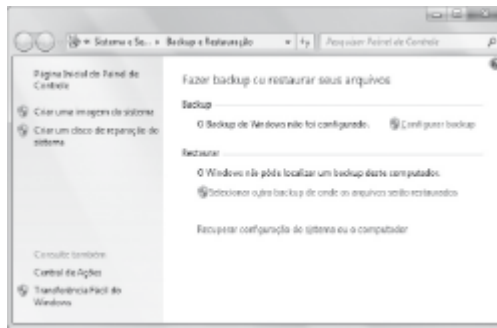 Sistema e Se... Backup e Restauração
Pesquisar Painel de Controle
Página Inicial do Painel de
Controle
Criar uma imagem do sistema
Criar um disco de reparação do
sistema
Consulte também
Central de Ações
Transferência Fácil do
Windows
Fazer backup ou restaurar seus arquivos
Backup
O Backup do Windows não foi configurado. Configurar backup
Restaurar
O Windows não pôde localizar um backup deste computador.
Selecionar outro backup de onde os arquivos serão restaurados
Recuperar configuração do sistema ou o computador